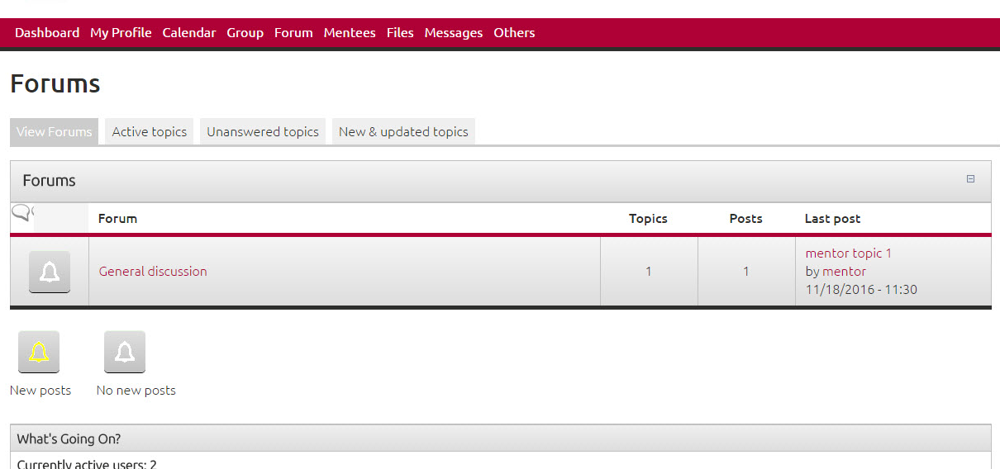 Dashboard My Profile Calendar Group Forum Mentees Files Messages Others
Forums
View Forums Active topics Unanswered topics New & updated topics
Forums
Forum Topics Posts Last post
General discussion 1 1 mentor topic 1
by mentor
11/18/2016 - 11:30
New posts No new posts
What's Going On?
Currently active users: 2